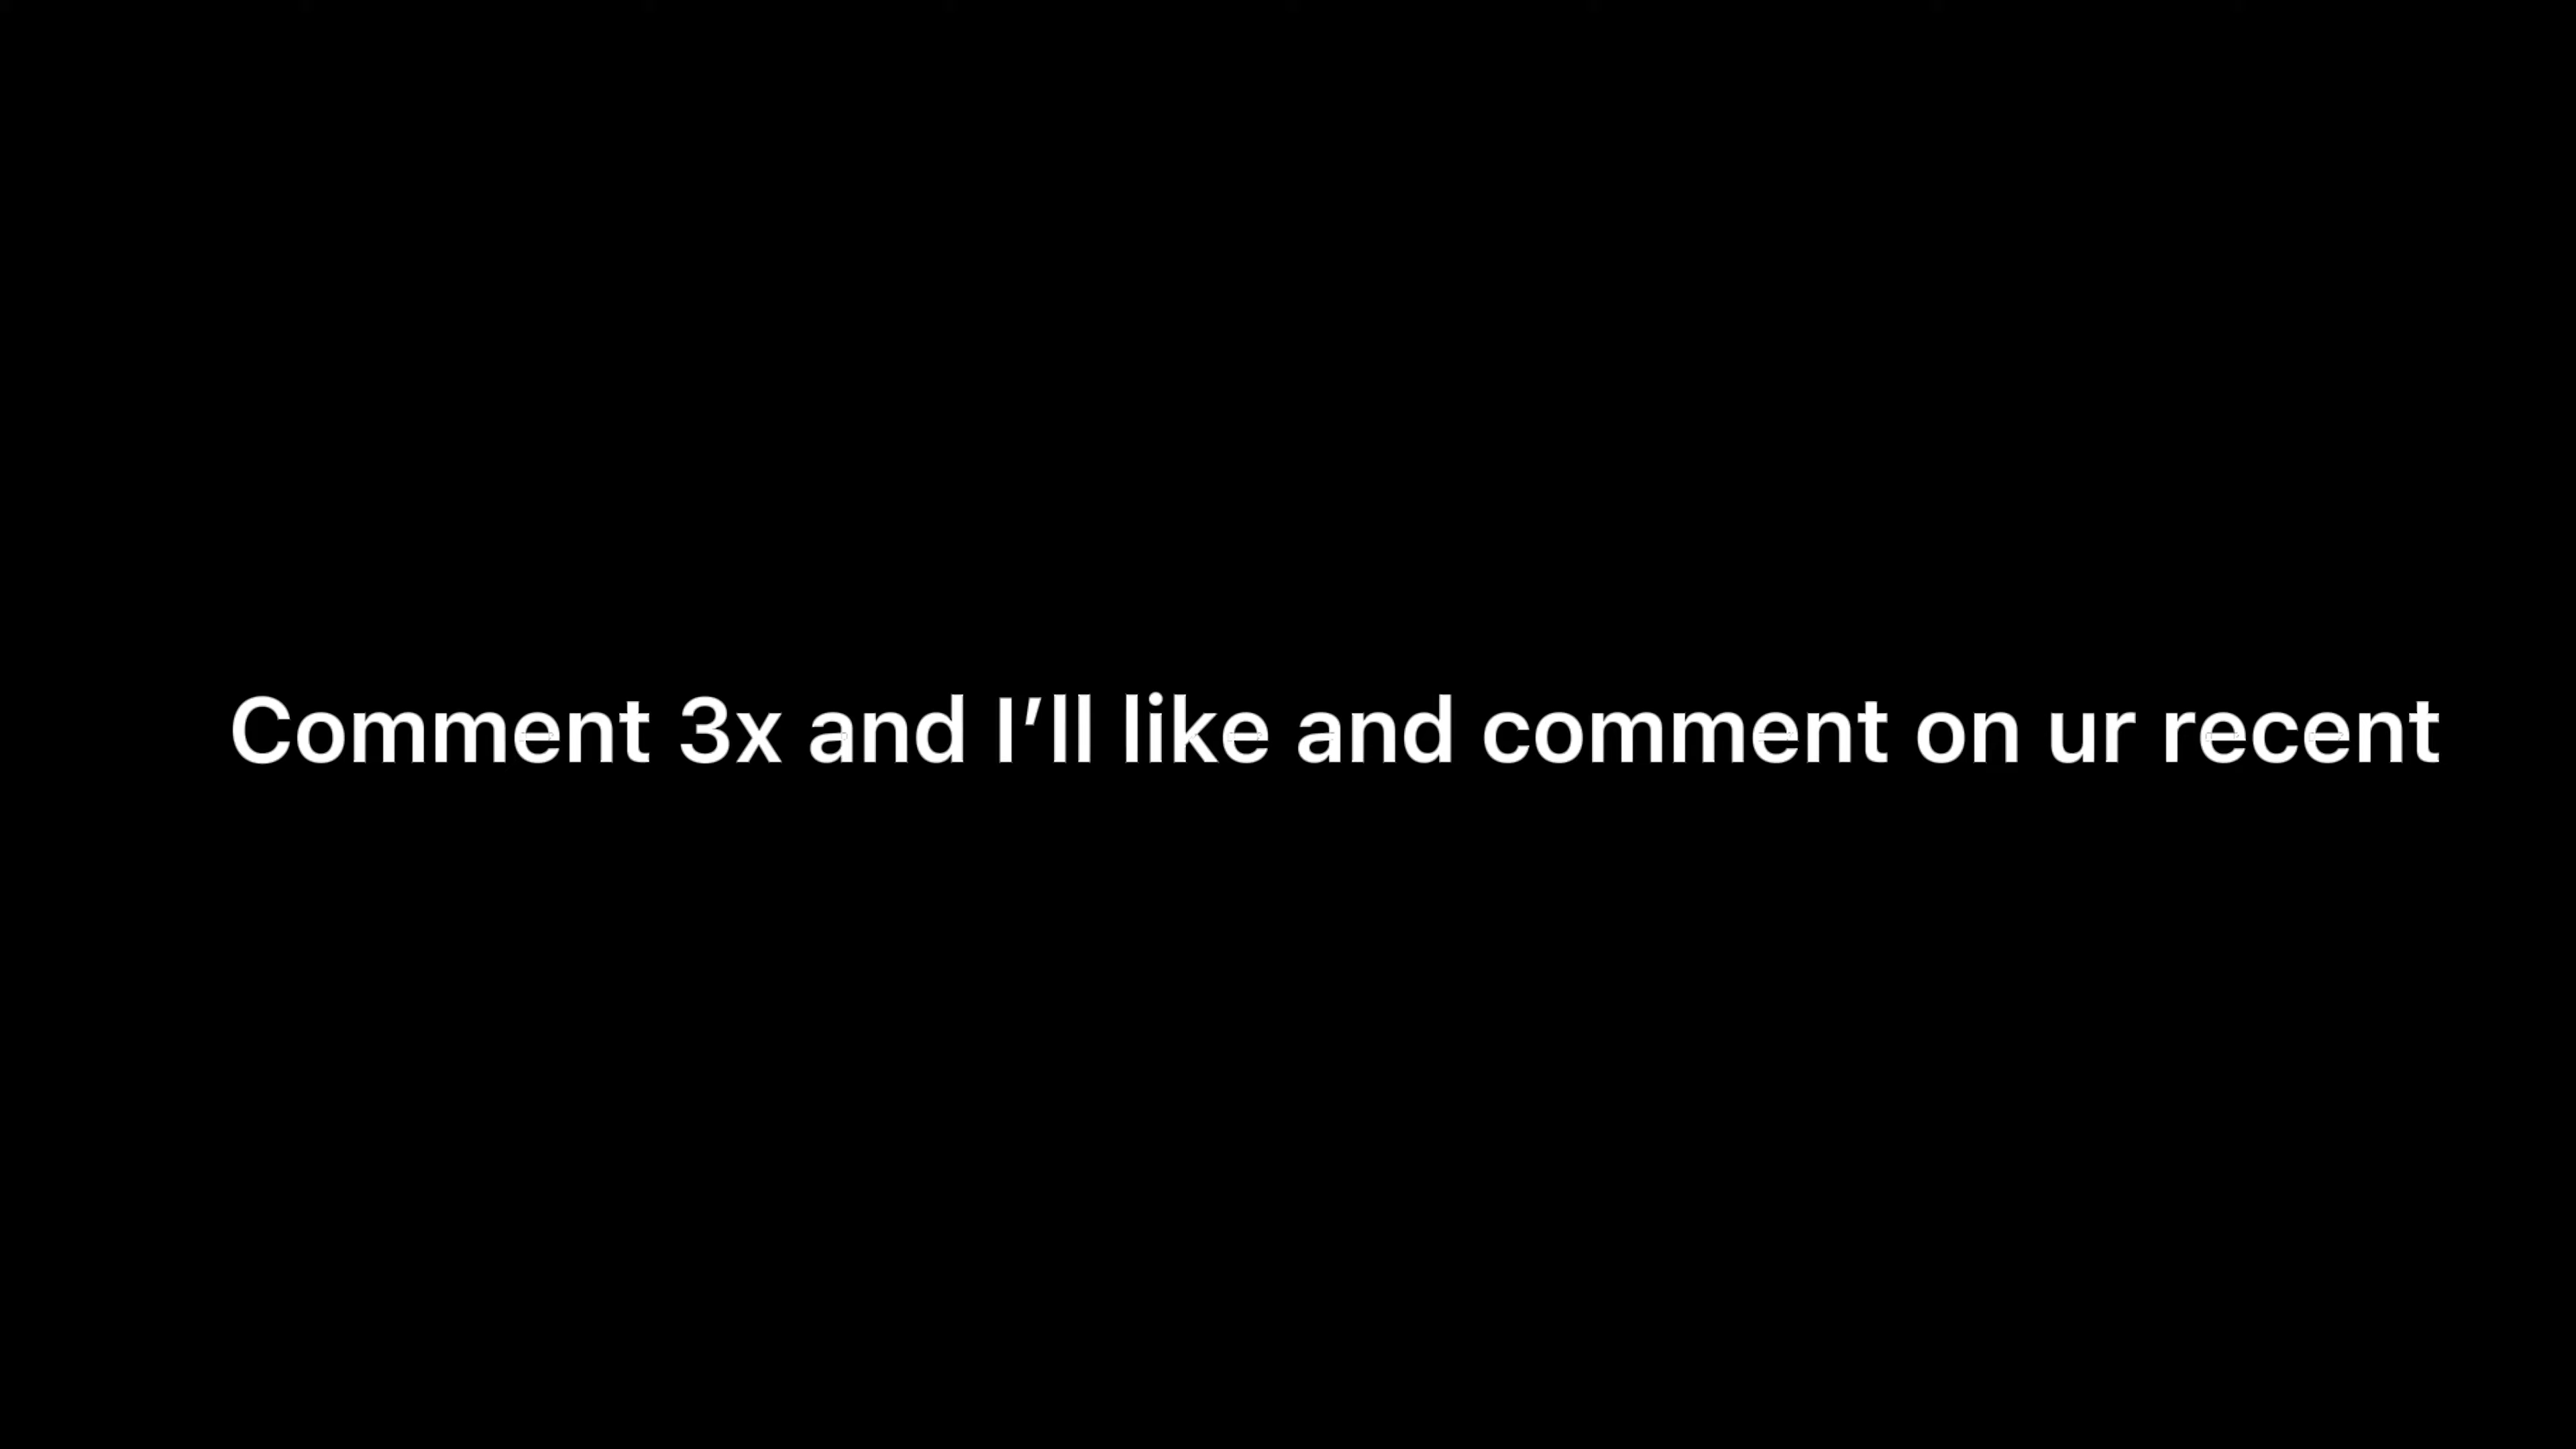 Comment 3x and I’ll like and comment on ur recent